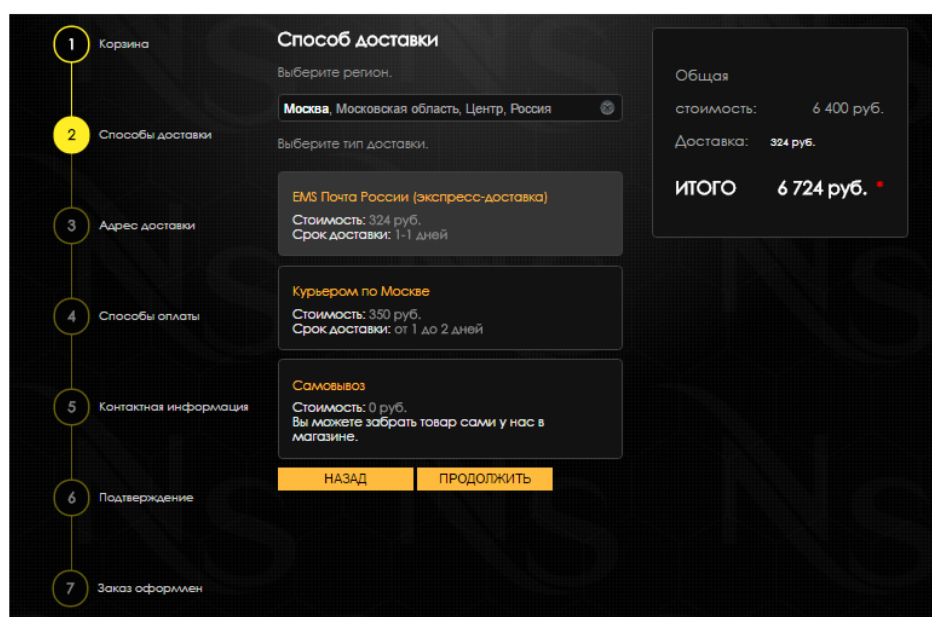 1 Корзина
2 Способы доставки
3 Адрес доставки
4 Способы оплаты
5 Контактная информация
6 Подтверждение
7 Заказ оформлен
Способ доставки
Выберите регион.
Москва, Московская область, Центр, Россия
Выберите тип доставки.
EMS Почта России (экспресс-доставка)
Стоимость: 324 руб.
Срок доставки: 1-1 дней
Курьером по Москве
Стоимость: 350 руб.
Срок доставки: от 1 до 2 дней
Самовывоз
Стоимость: 0 руб.
Вы можете забрать товар сами у нас в
магазине.
НАЗАД ПРОДОЛЖИТЬ
Общая
стоимость: 6 400 руб.
Доставка: 324 руб.
ИТОГО 6 724 руб. *